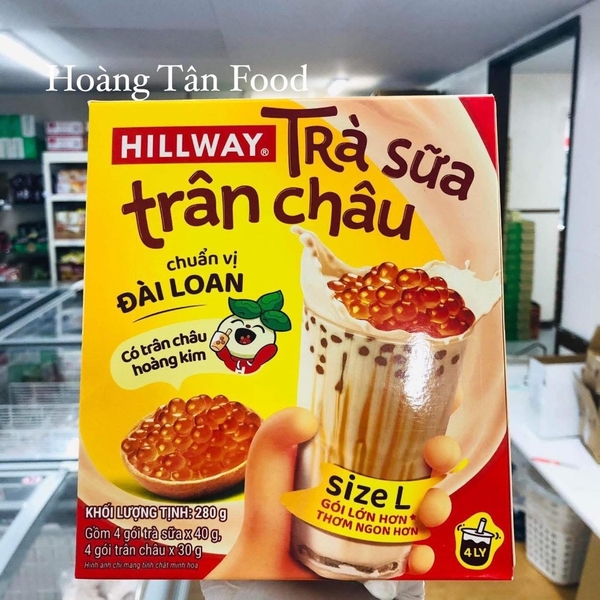 Hoàng Tân Food
HILLWAY®
Trà sữa
trân châu
chuẩn vị
ĐÀI LOAN
Có trân châu
hoàng kim
size L
GÓI LỚN HƠN*
THƠM NGON HƠN
KHỐI LƯỢNG TỊNH: 280 g
Gồm 4 gói trà sữa x 40 g,
4 gói trân châu x 30 g
Hình ảnh chỉ mang tính chất minh hoạ
4 LY